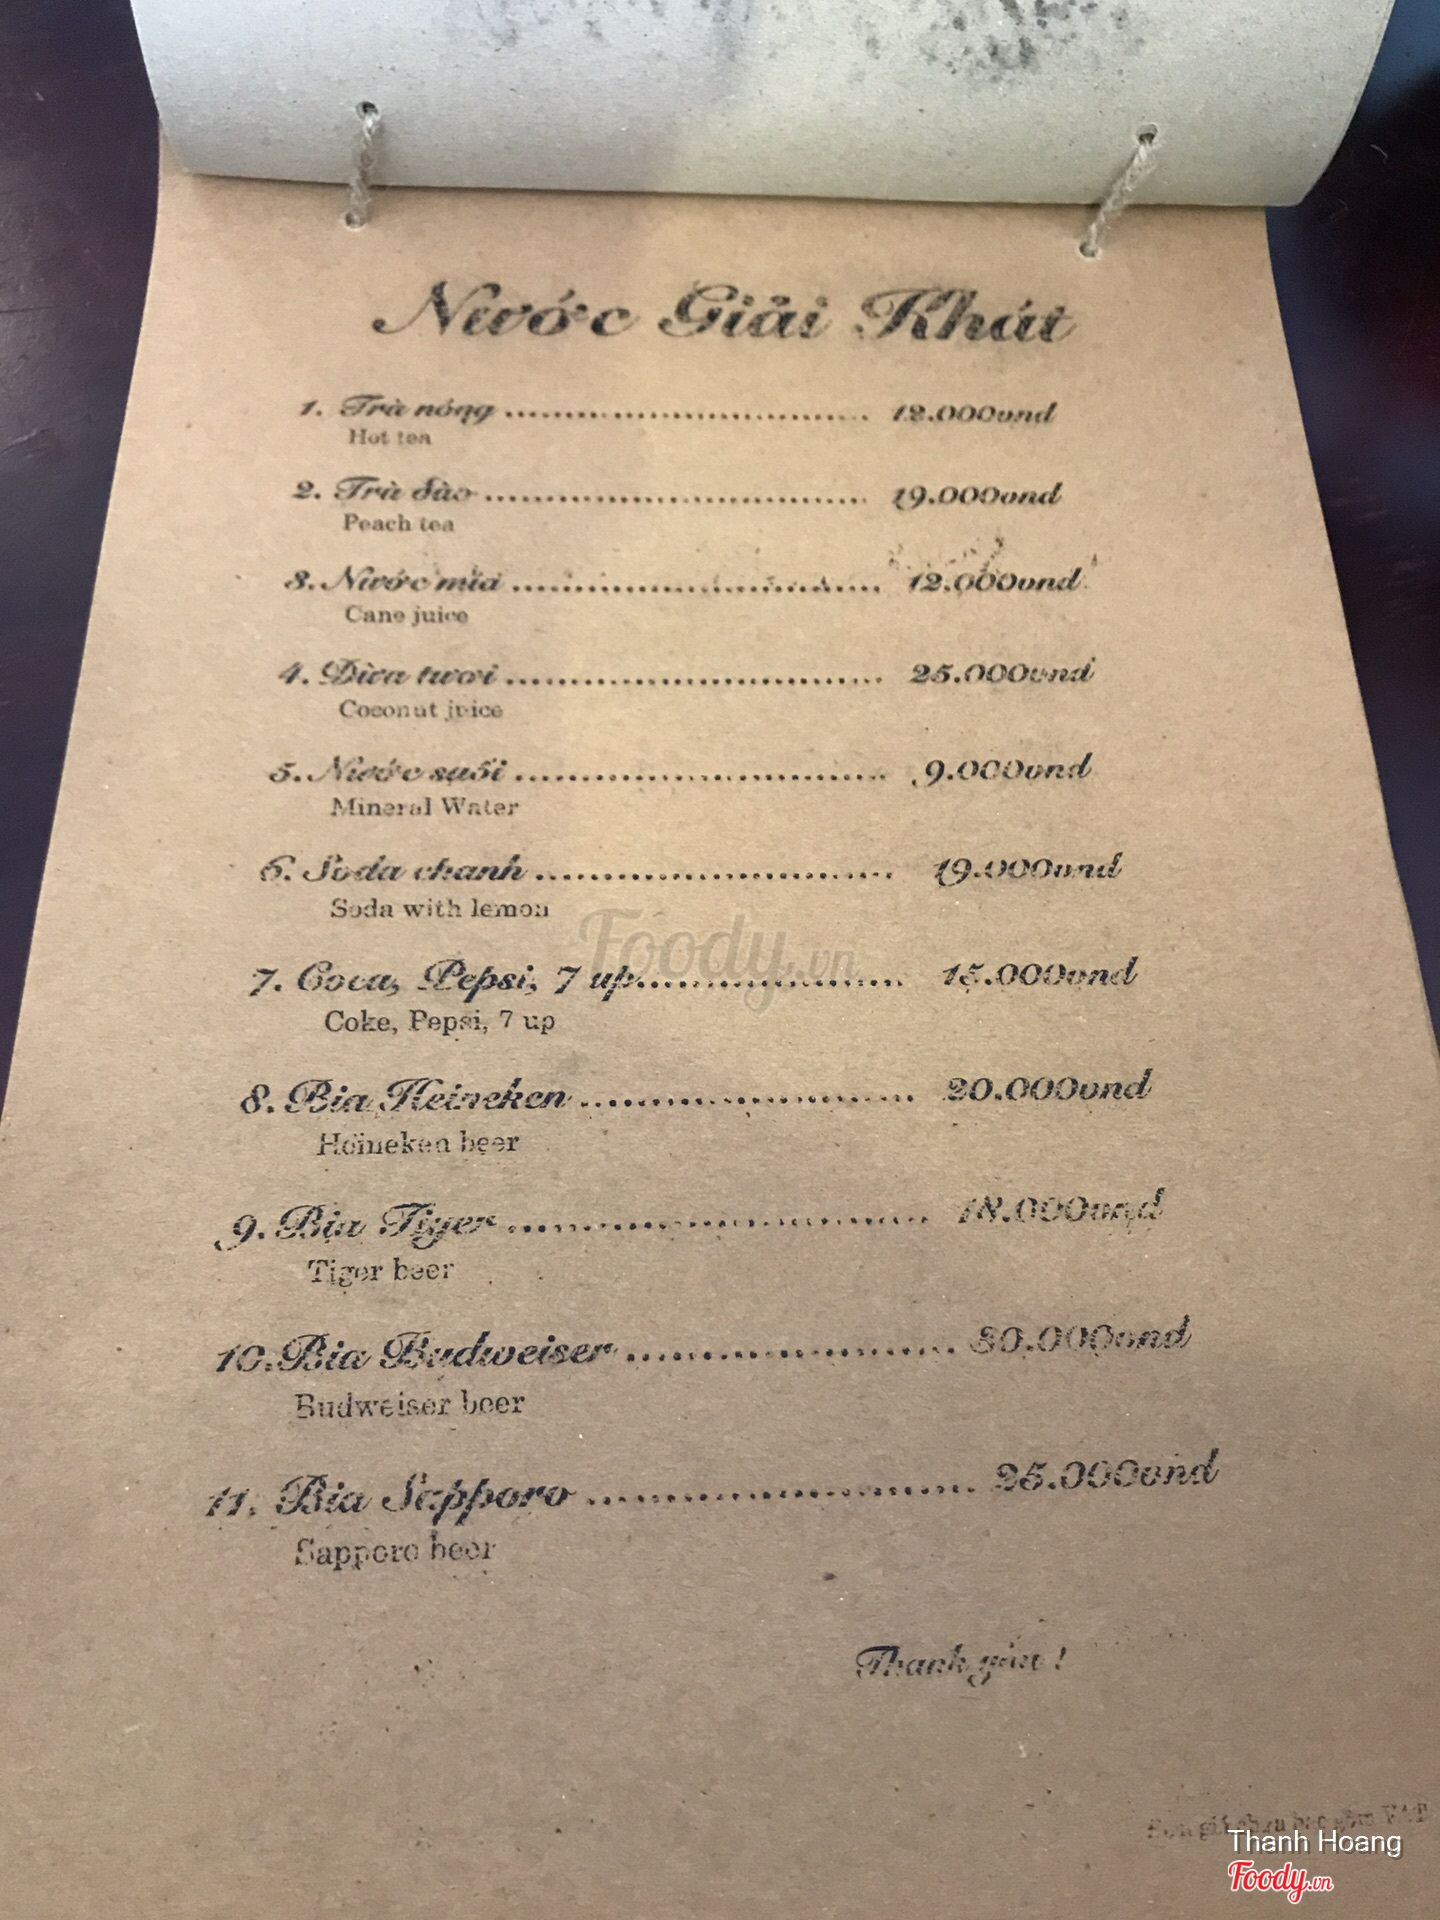 Nước Giải Khát
1. Trà nóng .............................. 12.000vnd
Hot tea
2. Trà đào .............................. 19.000vnd
Peach tea
3. Nước mía .............................. 12.000vnd
Cane juice
4. Dừa tươi .............................. 25.000vnd
Coconut juice
5. Nước suối .............................. 9.000vnd
Mineral Water
6. Soda chanh .............................. 19.000vnd
Soda with lemon
Foody.vn
7. Coca, Pepsi, 7 up...................... 15.000vnd
Coke, Pepsi, 7 up
8. Bia Heineken .......................... 20.000vnd
Heineken beer
9. Bia Tiger .............................. 18.000vnd
Tiger beer
10. Bia Budweiser ........................ 30.000vnd
Budweiser beer
11. Bia Sapporo .......................... 25.000vnd
Sapporo beer
Thank you !
VAT
Thanh Hoang
Foody.vn